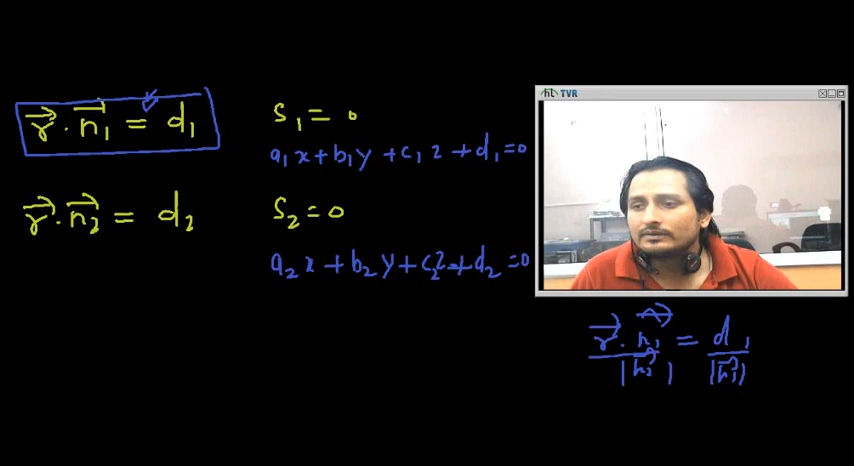 r⃗ · n⃗₁ = d₁
S₁ = 0
a₁x + b₁y + c₁z + d₁ = 0
r⃗ · n⃗₂ = d₂
S₂ = 0
a₂x + b₂y + c₂z + d₂ = 0
TVR
r⃗ · n⃗₁ = d₁
|n⃗₂| |n⃗₁|